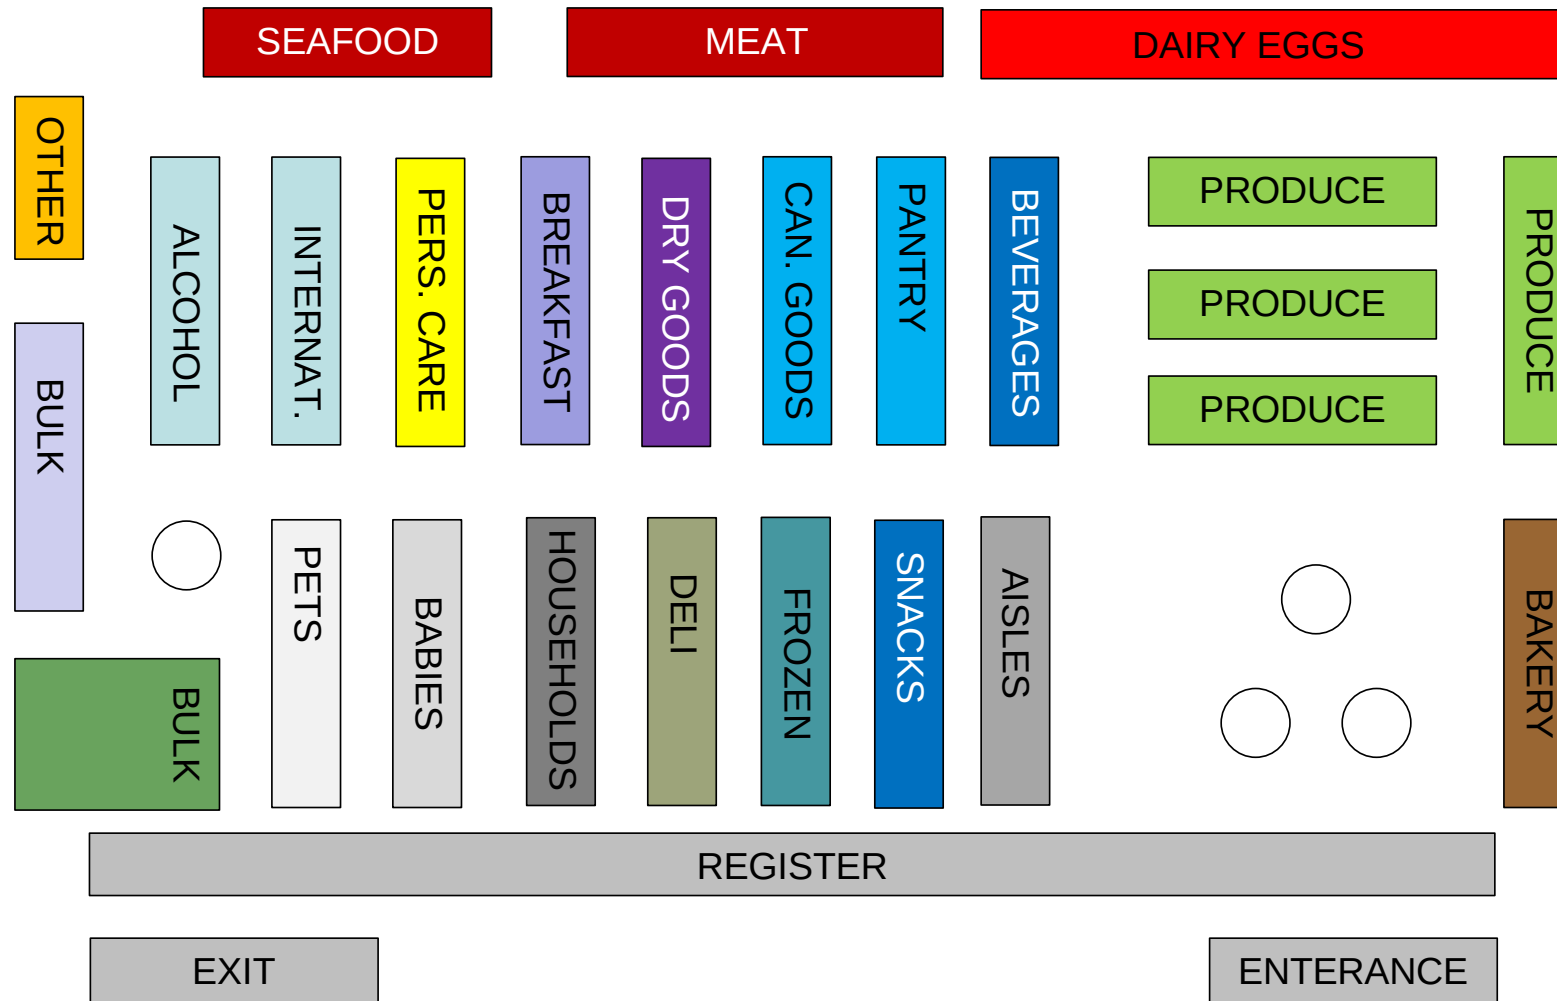 SEAFOOD
MEAT
DAIRY EGGS
OTHER
ALCOHOL
INTERNAT.
PERS. CARE
BREAKFAST
DRY GOODS
CAN. GOODS
PANTRY
BEVERAGES
PRODUCE
PRODUCE
PRODUCE
PRODUCE
BULK
PETS
BABIES
HOUSEHOLDS
DELI
FROZEN
SNACKS
AISLES
BAKERY
BULK
REGISTER
EXIT
ENTERANCE